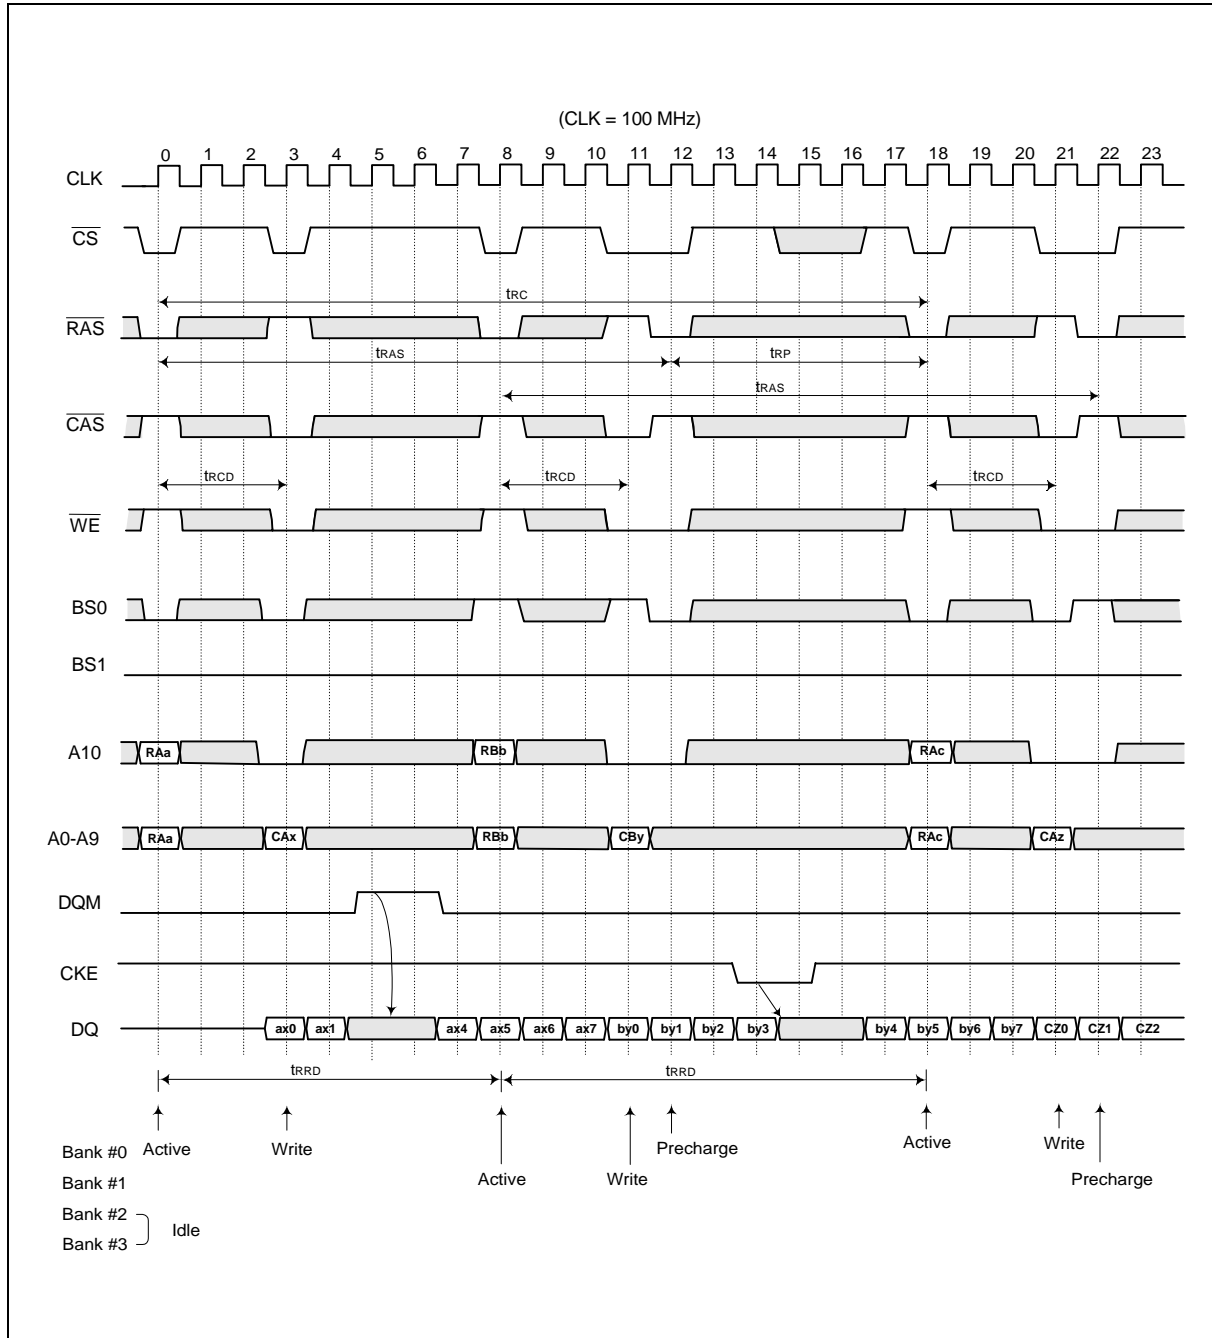 (CLK = 100 MHz)
0 1 2 3 4 5 6 7 8 9 10 11 12 13 14 15 16 17 18 19 20 21 22 23
CLK
CS
tRC
RAS
tRAS tRP
tRAS
CAS
tRCD tRCD tRCD
WE
BS0
BS1
A10 RAa RBb RAc
A0-A9 RAa CAx RBb CBy RAc CAz
DQM
CKE
DQ ax0 ax1 ax4 ax5 ax6 ax7 by0 by1 by2 by3 by4 by5 by6 by7 CZ0 CZ1 CZ2
tRRD tRRD
Bank #0 Active Write Precharge Active Write
Bank #1 Active Write Precharge
Bank #2
Idle
Bank #3